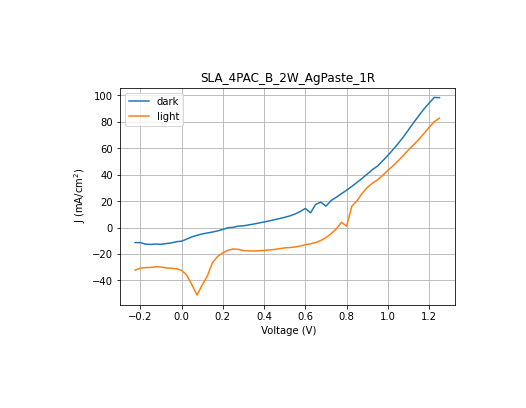 SLA_4PAC_B_2W_AgPaste_1R
dark
light
J (mA/cm²)
100
80
60
40
20
0
−20
−40
−0.2 0.0 0.2 0.4 0.6 0.8 1.0 1.2
Voltage (V)